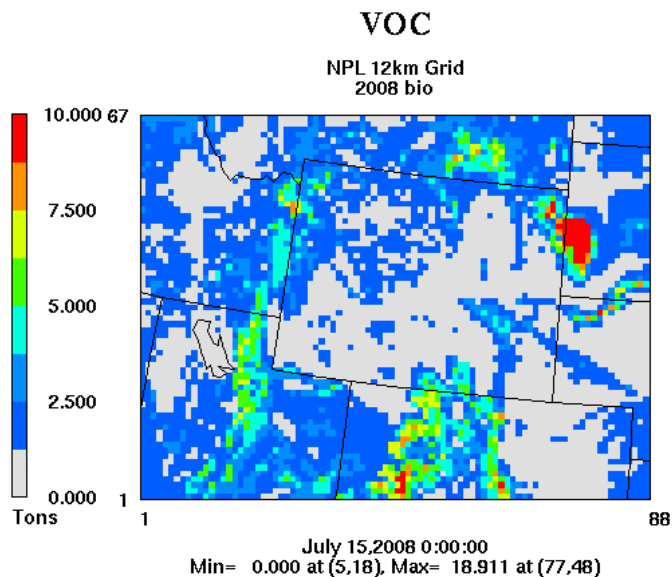 VOC
NPL 12km Grid
2008 bio
10.000
7.500
5.000
2.500
0.000
Tons
67
1
1
88
July 15,2008 0:00:00
Min= 0.000 at (5,18), Max= 18.911 at (77,48)